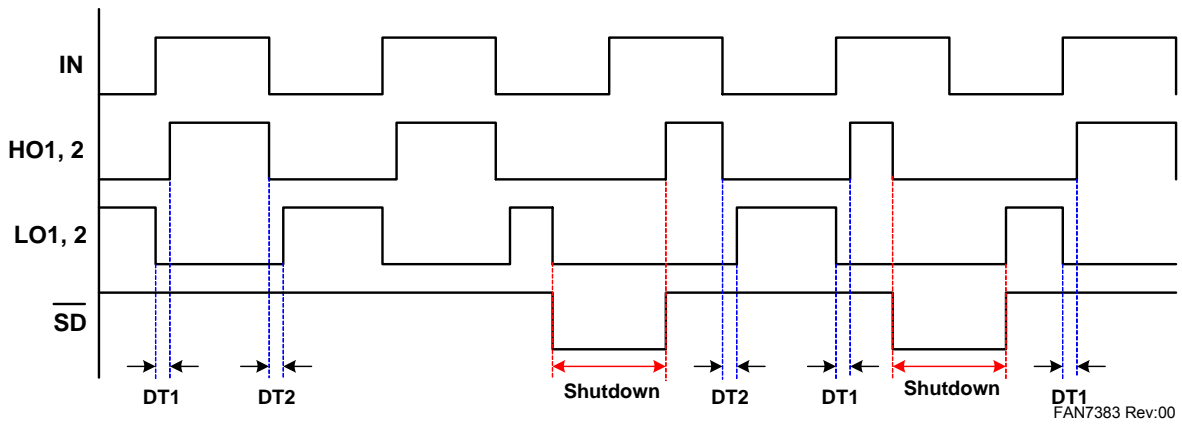 IN
HO1, 2
LO1, 2
SD
DT1 DT2 Shutdown DT2 DT1 Shutdown DT1
FAN7383 Rev:00